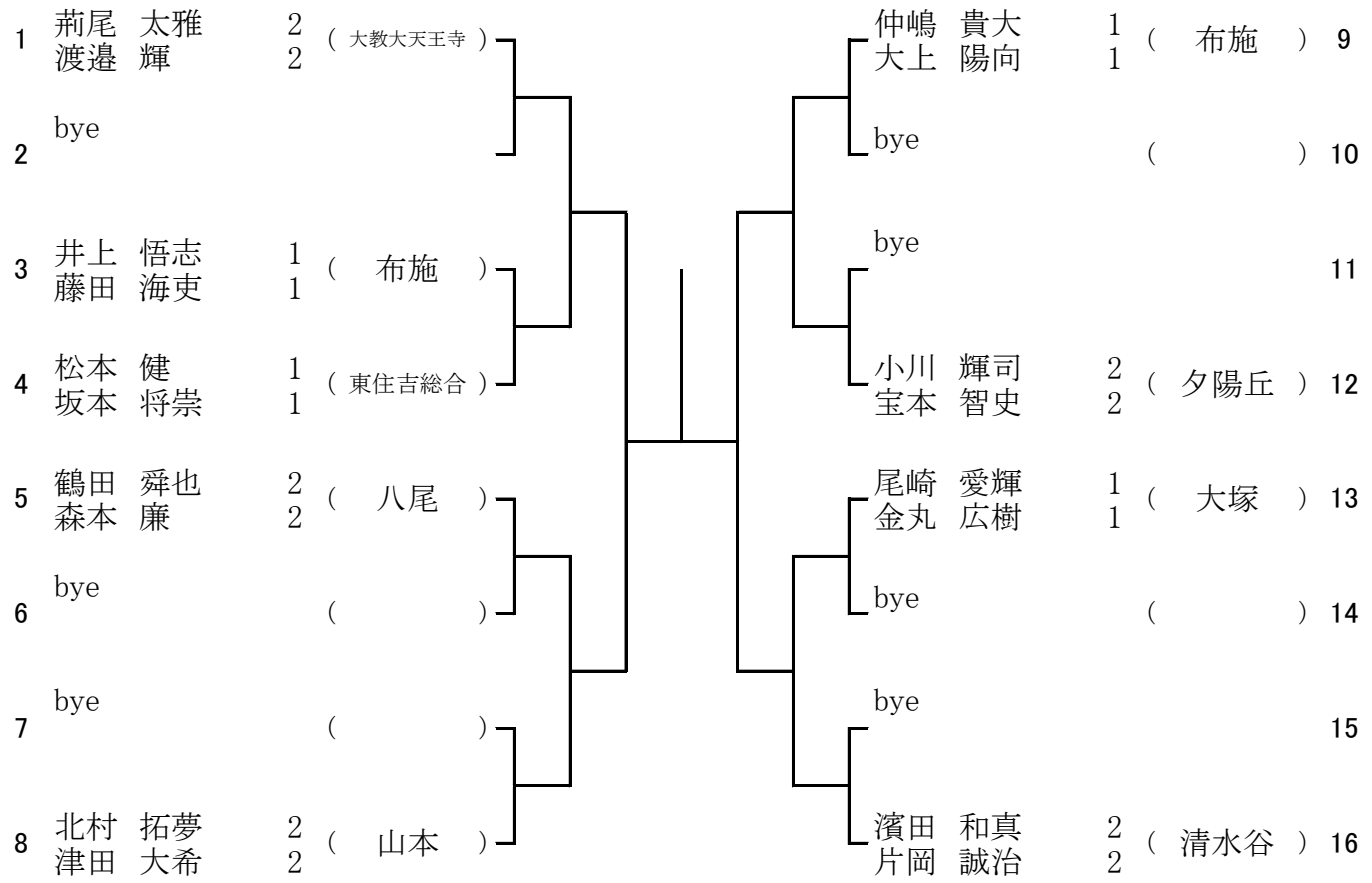 1 荊尾 太雅 2 ( 大教大天王寺 )
渡邉 輝 2
2 bye
3 井上 悟志 1 ( 布施 )
藤田 海吏 1
4 松本 健 1 ( 東住吉総合 )
坂本 将崇 1
5 鶴田 舜也 2 ( 八尾 )
森本 廉 2
6 bye ( )
7 bye ( )
8 北村 拓夢 2 ( 山本 )
津田 大希 2
仲嶋 貴大 1 ( 布施 ) 9
大上 陽向 1
bye ( ) 10
bye 11
小川 輝司 2 ( 夕陽丘 ) 12
宝本 智史 2
尾崎 愛輝 1 ( 大塚 ) 13
金丸 広樹 1
bye ( ) 14
bye 15
濱田 和真 2 ( 清水谷 ) 16
片岡 誠治 2